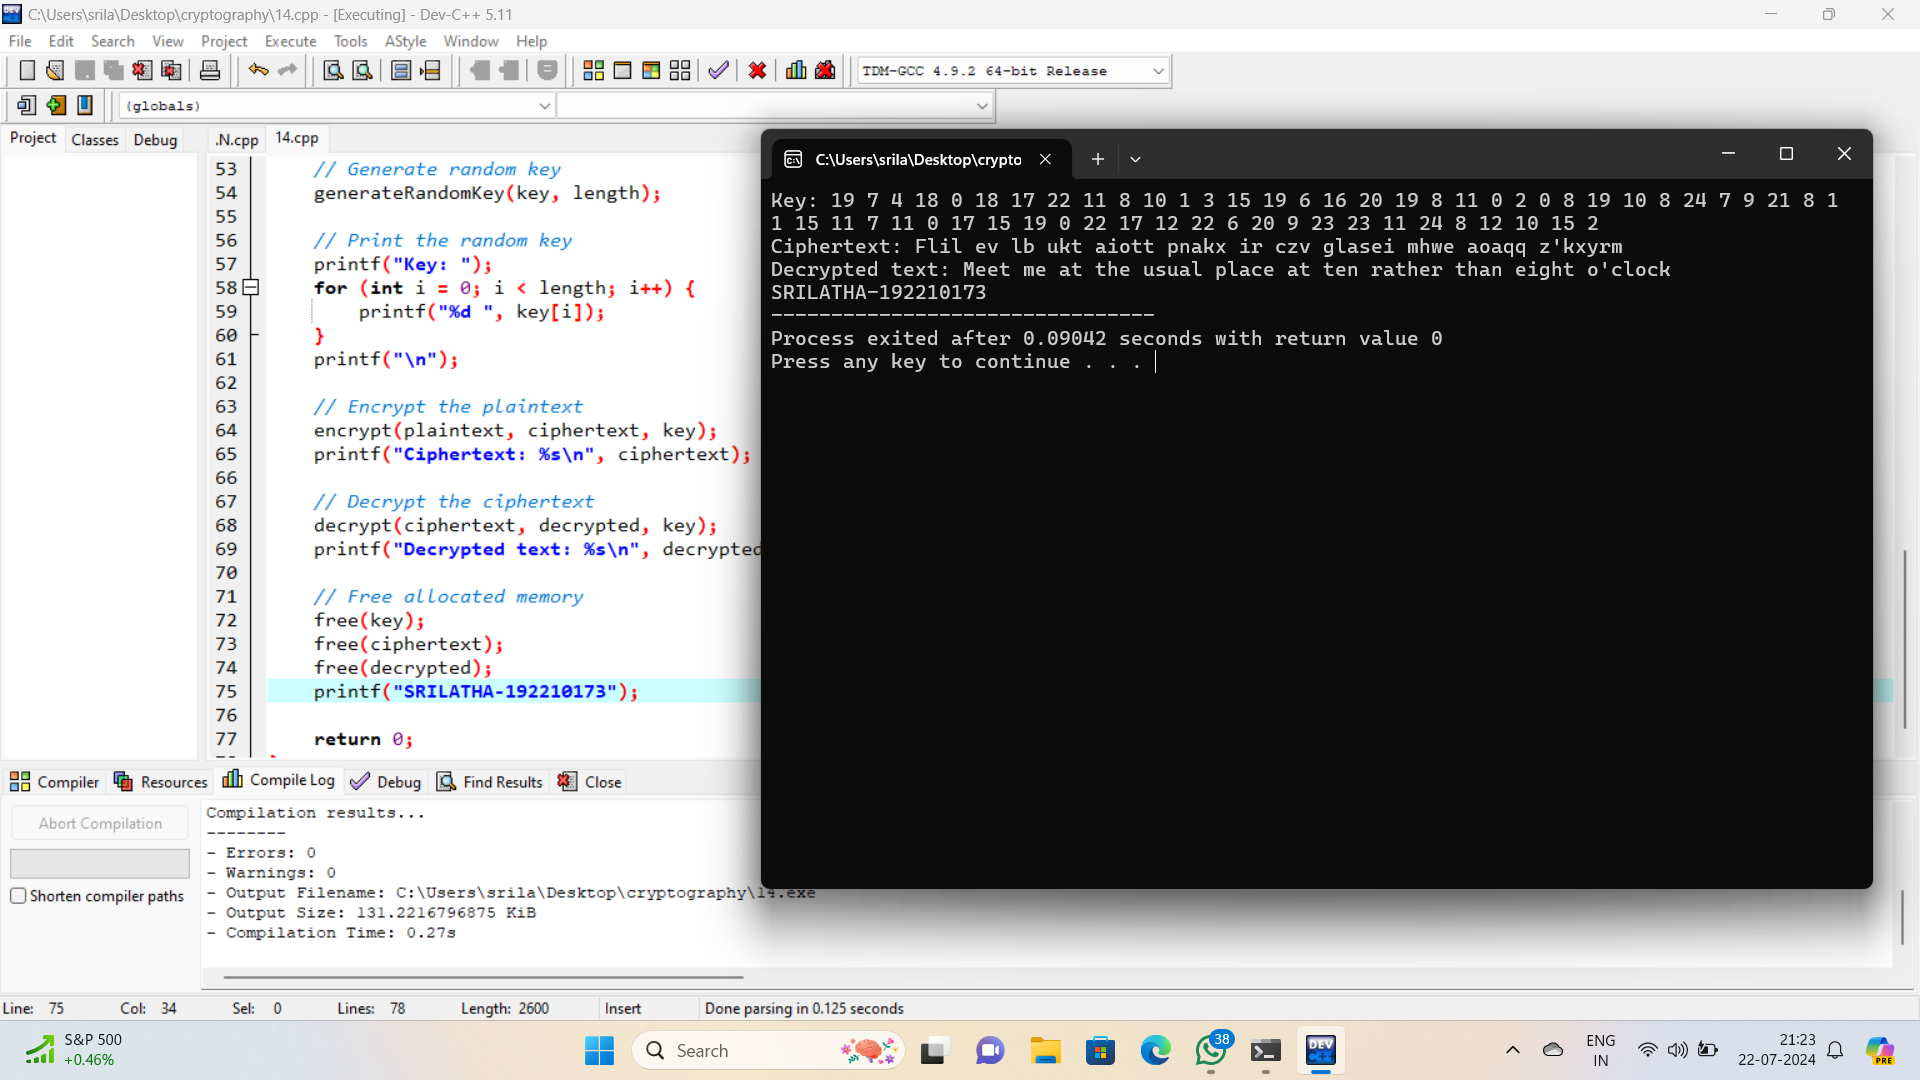 C:\Users\srila\Desktop\cryptography\14.cpp - [Executing] - Dev-C++ 5.11
File Edit Search View Project Execute Tools AStyle Window Help
TDM-GCC 4.9.2 64-bit Release
(globals)
Project Classes Debug
.N.cpp 14.cpp
53 // Generate random key
54 generateRandomKey(key, length);
55
56 // Print the random key
57 printf("Key: ");
58 for (int i = 0; i < length; i++) {
59 printf("%d ", key[i]);
60 }
61 printf("\n");
62
63 // Encrypt the plaintext
64 encrypt(plaintext, ciphertext, key);
65 printf("Ciphertext: %s\n", ciphertext);
66
67 // Decrypt the ciphertext
68 decrypt(ciphertext, decrypted, key);
69 printf("Decrypted text: %s\n", decrypted
70
71 // Free allocated memory
72 free(key);
73 free(ciphertext);
74 free(decrypted);
75 printf("SRILATHA-192210173");
76
77 return 0;
C:\Users\srila\Desktop\crypto
Key: 19 7 4 18 0 18 17 22 11 8 10 1 3 15 19 6 16 20 19 8 11 0 2 0 8 19 10 8 24 7 9 21 8 1
1 15 11 7 11 0 17 15 19 0 22 17 12 22 6 20 9 23 23 11 24 8 12 10 15 2
Ciphertext: Flil ev lb ukt aiott pnakx ir czv glasei mhwe aoaqq z'kxyrm
Decrypted text: Meet me at the usual place at ten rather than eight o'clock
SRILATHA-192210173
--------------------------------
Process exited after 0.09042 seconds with return value 0
Press any key to continue . . .
Compiler Resources Compile Log Debug Find Results Close
Abort Compilation
Shorten compiler paths
Compilation results...
--------
- Errors: 0
- Warnings: 0
- Output Filename: C:\Users\srila\Desktop\cryptography\14.exe
- Output Size: 131.2216796875 KiB
- Compilation Time: 0.27s
Line: 75 Col: 34 Sel: 0 Lines: 78 Length: 2600 Insert Done parsing in 0.125 seconds
S&P 500
+0.46%
Search
38
DEV
ENG
IN
21:23
22-07-2024
PRE